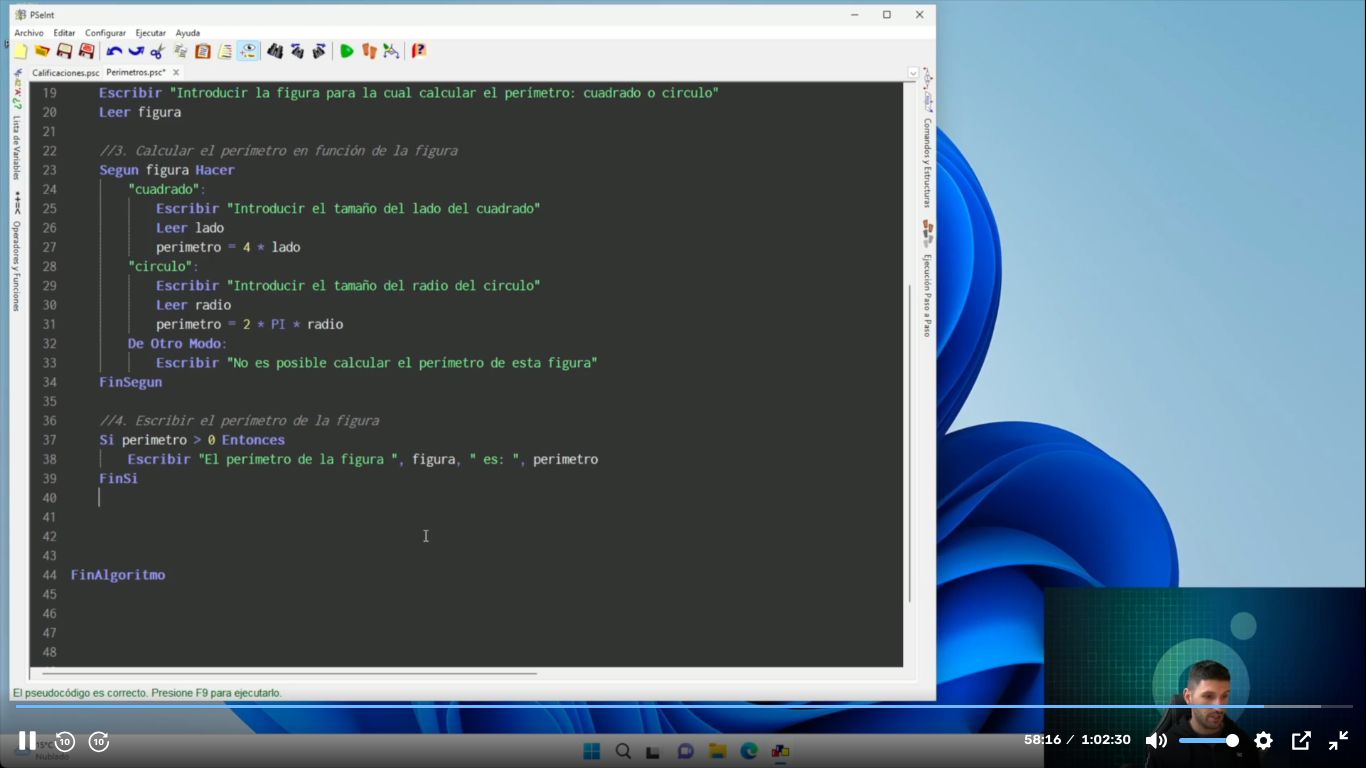 PSeInt
Archivo Editar Configurar Ejecutar Ayuda
Calificaciones.psc Perimetros.psc*
19 Escribir "Introducir la figura para la cual calcular el perímetro: cuadrado o circulo"
20 Leer figura
21
22 //3. Calcular el perímetro en función de la figura
23 Segun figura Hacer
24 "cuadrado":
25 Escribir "Introducir el tamaño del lado del cuadrado"
26 Leer lado
27 perimetro = 4 * lado
28 "circulo":
29 Escribir "Introducir el tamaño del radio del circulo"
30 Leer radio
31 perimetro = 2 * PI * radio
32 De Otro Modo:
33 Escribir "No es posible calcular el perímetro de esta figura"
34 FinSegun
35
36 //4. Escribir el perímetro de la figura
37 Si perimetro > 0 Entonces
38 Escribir "El perímetro de la figura ", figura, " es: ", perimetro
39 FinSi
40
41
42
43
44 FinAlgoritmo
45
46
47
48
Lista de Variables
Operadores y Funciones
Comandos y Estructuras
Ejecución Paso a Paso
El pseudocódigo es correcto. Presione F9 para ejecutarlo.
10 10
15°C
Nublado
58:16 / 1:02:30